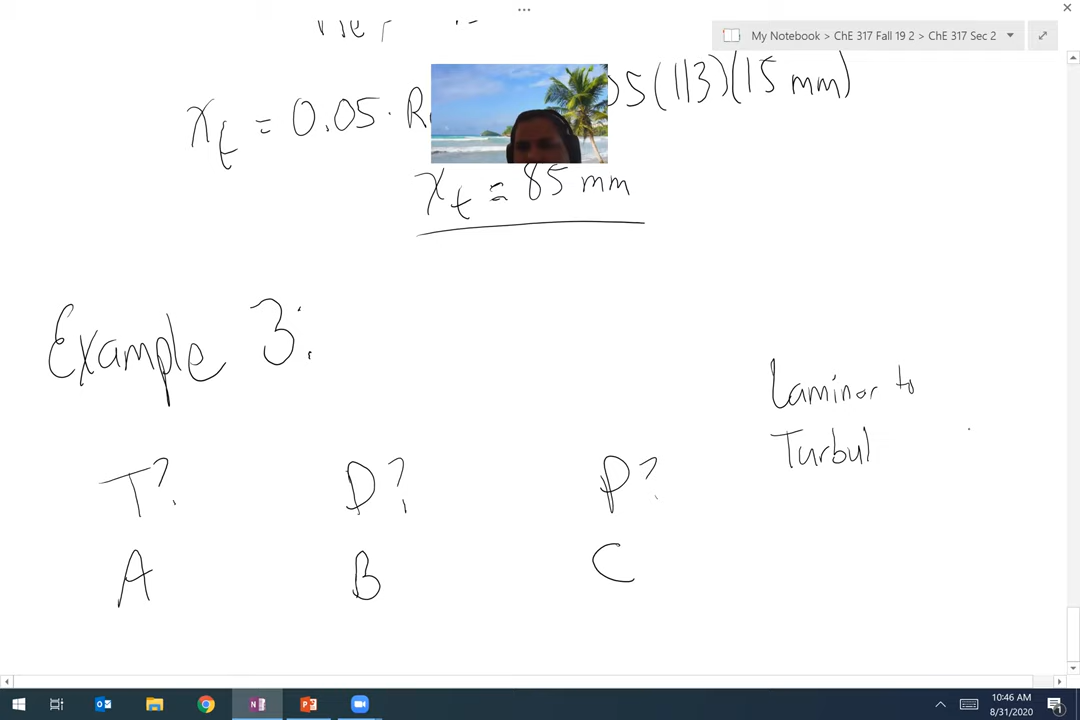 My Notebook > ChE 317 Fall 19 2 > ChE 317 Sec 2
x_t = 0.05 · R 05(113)(15 mm)
x_t = 85 mm
Example 3:
Laminar to
Turbul
T? D? P?
A B C
10:46 AM
8/31/2020